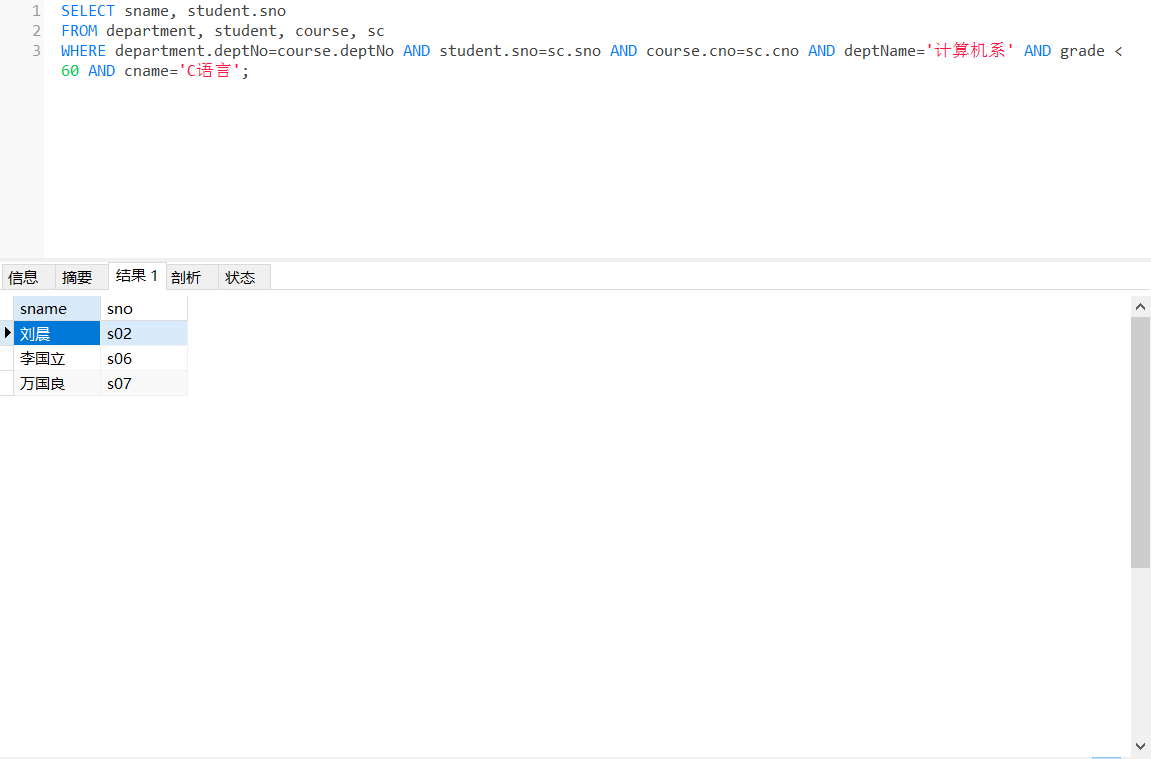 1 SELECT sname, student.sno
2 FROM department, student, course, sc
3 WHERE department.deptNo=course.deptNo AND student.sno=sc.sno AND course.cno=sc.cno AND deptName='计算机系' AND grade <
60 AND cname='C语言';
信息 摘要 结果 1 剖析 状态
sname sno
刘晨 s02
李国立 s06
万国良 s07